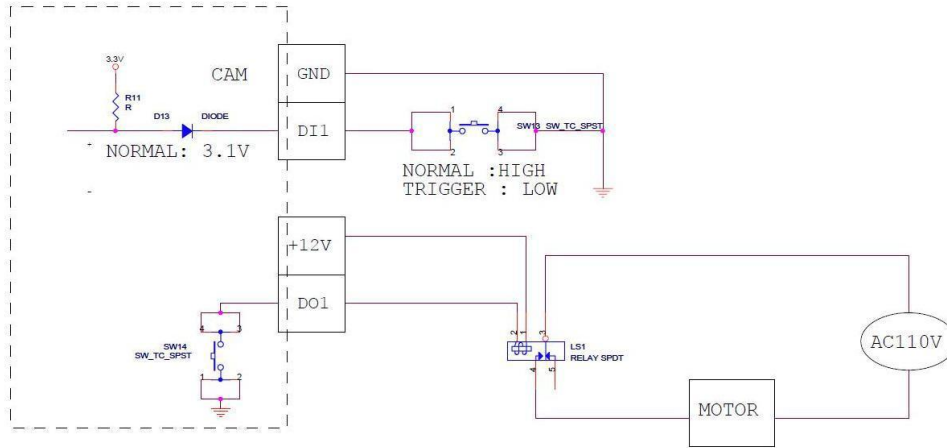 3.3V
R11
R
CAM
GND
D13 DIODE
DI1
+
NORMAL: 3.1V
-
1 4
SW13 SW_TC_SPST
2 3
NORMAL :HIGH
TRIGGER : LOW
+12V
DO1
4 3
SW14
SW_TC_SPST
1 2
2 1 3
LS1
RELAY SPDT
4 5
AC110V
MOTOR